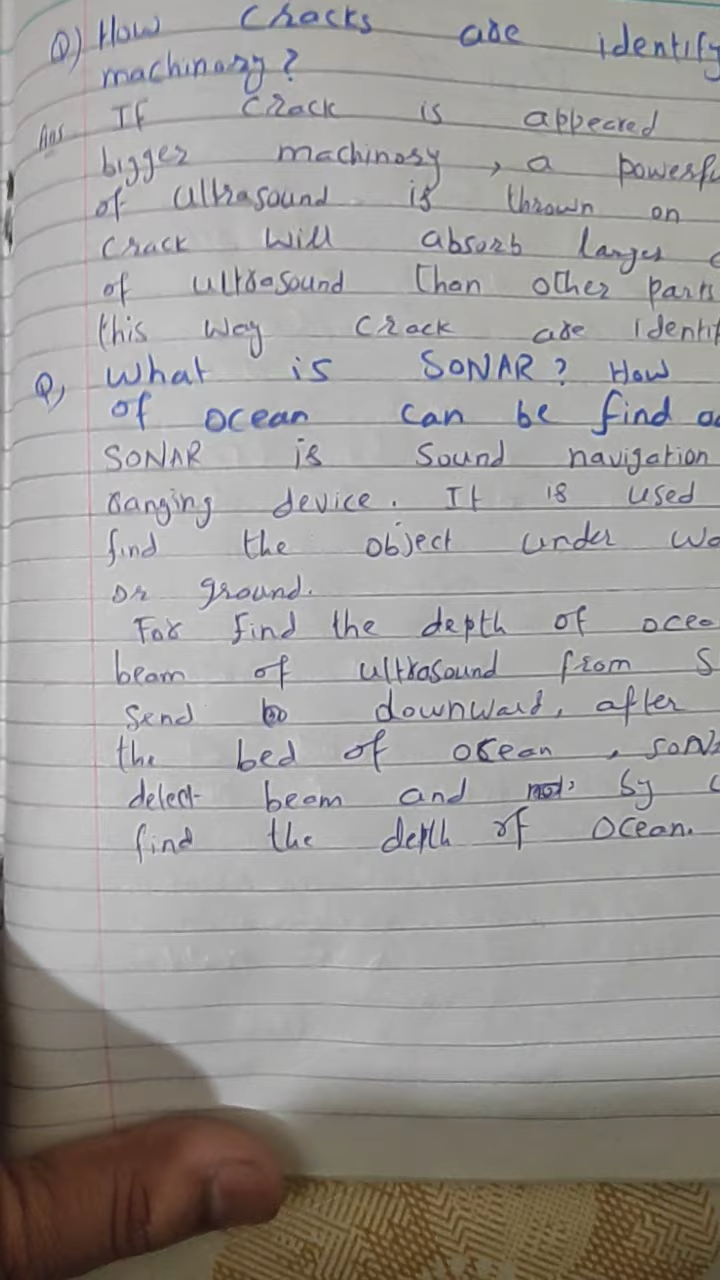 Q) How cracks are identify
machinary?
Ans If crack is appeared
bigger machinosy, a powerfu
of ultrasound is thrown on
crack will absorb larger
of ultrasound than other parts
this way crack are identif
Q, What is SONAR? How
of ocean can be find o
SONAR is Sound navigation
ranging device. It is used
find the object under wa
or ground.
For find the depth of ocea
beam of ultrasound from S
Send downward, after
the bed of ocean, SONA
detect beam and by
find the depth of ocean.